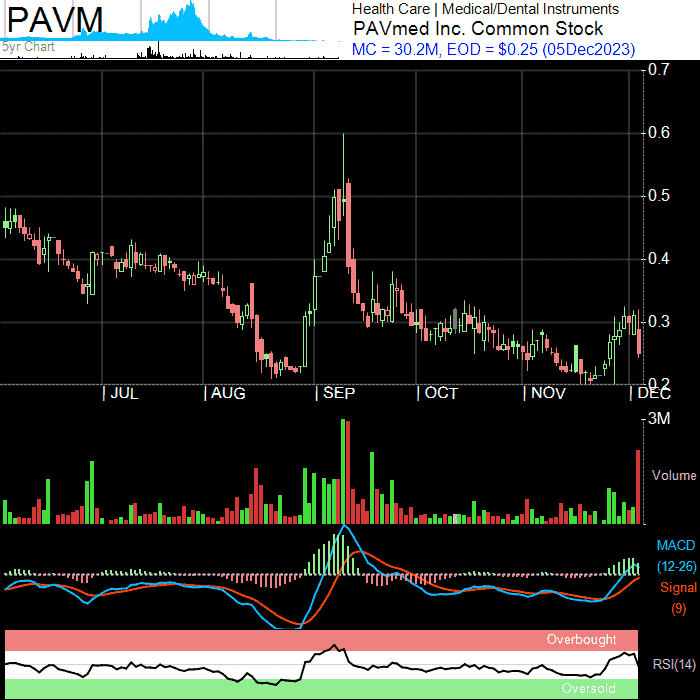 PAVM
5yr Chart
Health Care | Medical/Dental Instruments
PAVmed Inc. Common Stock
MC = 30.2M, EOD = $0.25 (05Dec2023)
0.7
0.6
0.5
0.4
0.3
0.2
JUL AUG SEP OCT NOV DEC
3M
Volume
MACD
(12-26)
Signal
(9)
Overbought
RSI(14)
Oversold